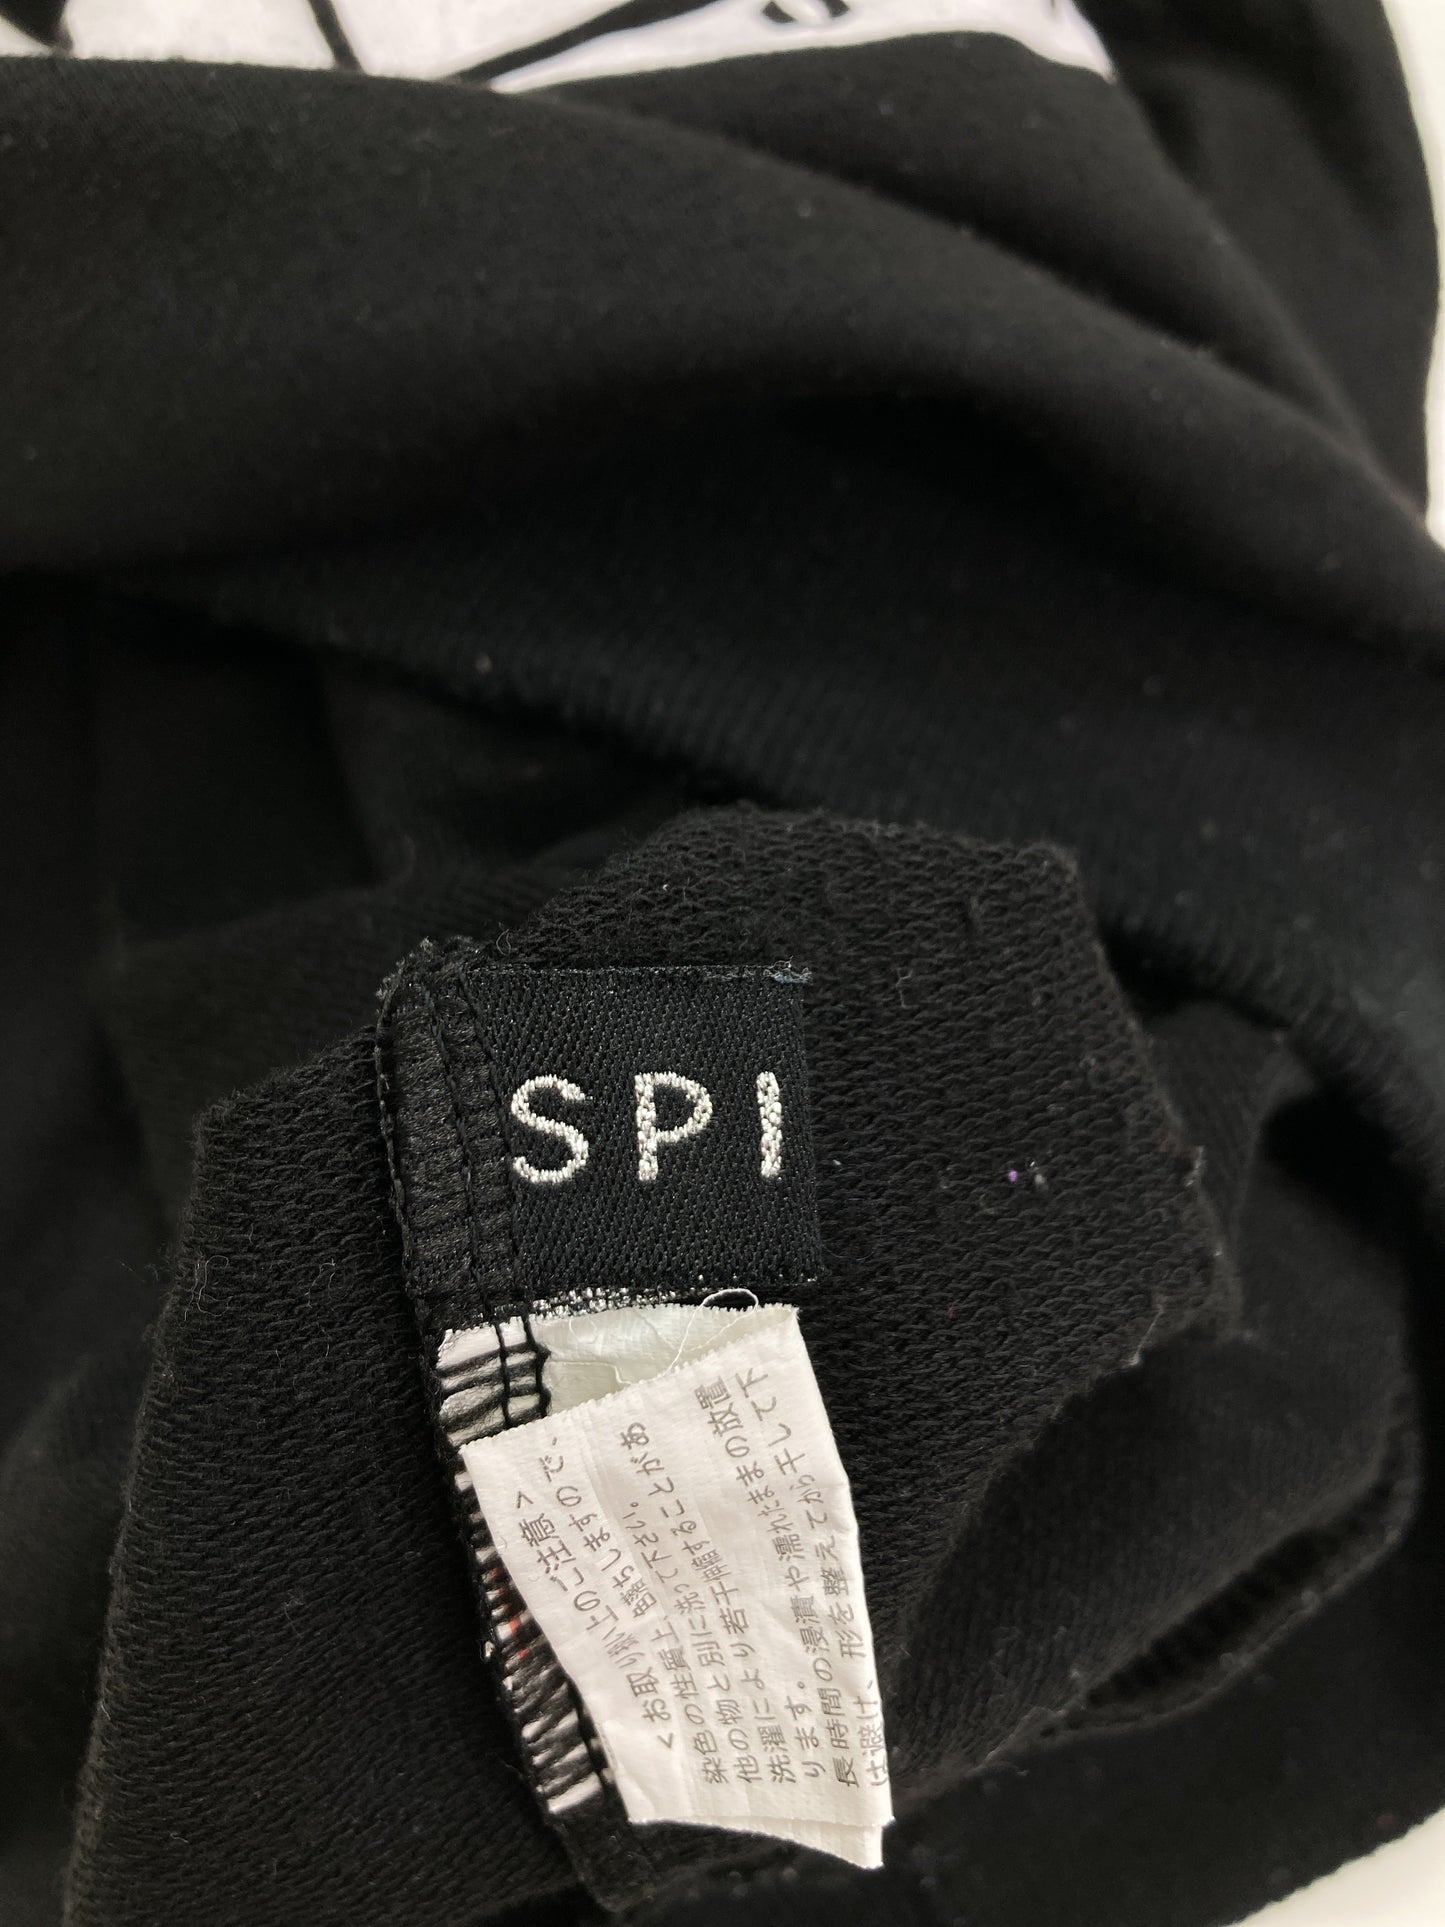 SPI
<お取り扱い上のご注意>
染色の性質上、色落ちしますので、
他の物と別に洗って下さい。
洗濯により若干縮することがあ
ります。
長時間の浸漬や濡れたままの放置
は避け、形を整えてから干して下